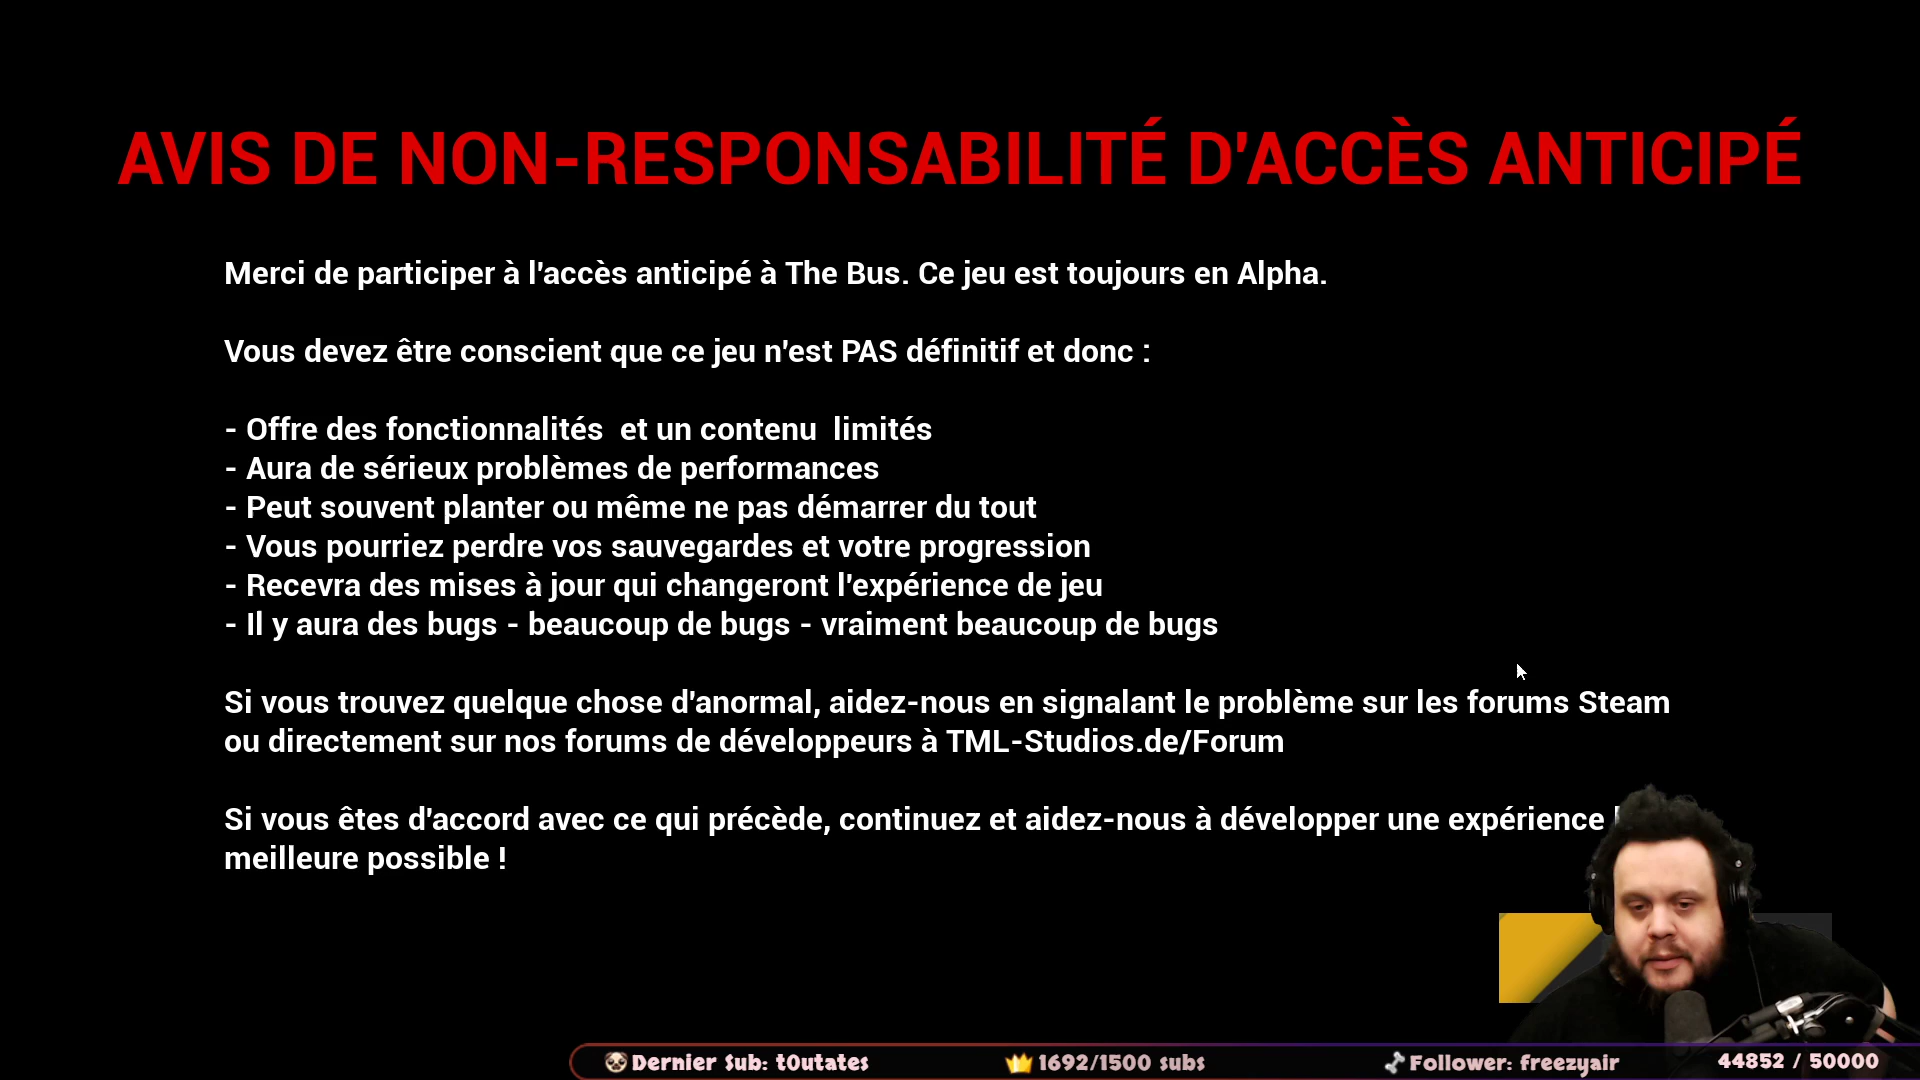 AVIS DE NON-RESPONSABILITÉ D'ACCÈS ANTICIPÉ
Merci de participer à l'accès anticipé à The Bus. Ce jeu est toujours en Alpha.
Vous devez être conscient que ce jeu n'est PAS définitif et donc :
- Offre des fonctionnalités  et un contenu  limités
- Aura de sérieux problèmes de performances
- Peut souvent planter ou même ne pas démarrer du tout
- Vous pourriez perdre vos sauvegardes et votre progression
- Recevra des mises à jour qui changeront l'expérience de jeu
- Il y aura des bugs - beaucoup de bugs - vraiment beaucoup de bugs
Si vous trouvez quelque chose d'anormal, aidez-nous en signalant le problème sur les forums Steam
ou directement sur nos forums de développeurs à TML-Studios.de/Forum
Si vous êtes d'accord avec ce qui précède, continuez et aidez-nous à développer une expérience
meilleure possible !
Dernier Sub: t0utates
1692/1500 subs
Follower: freezyair
44852 / 50000